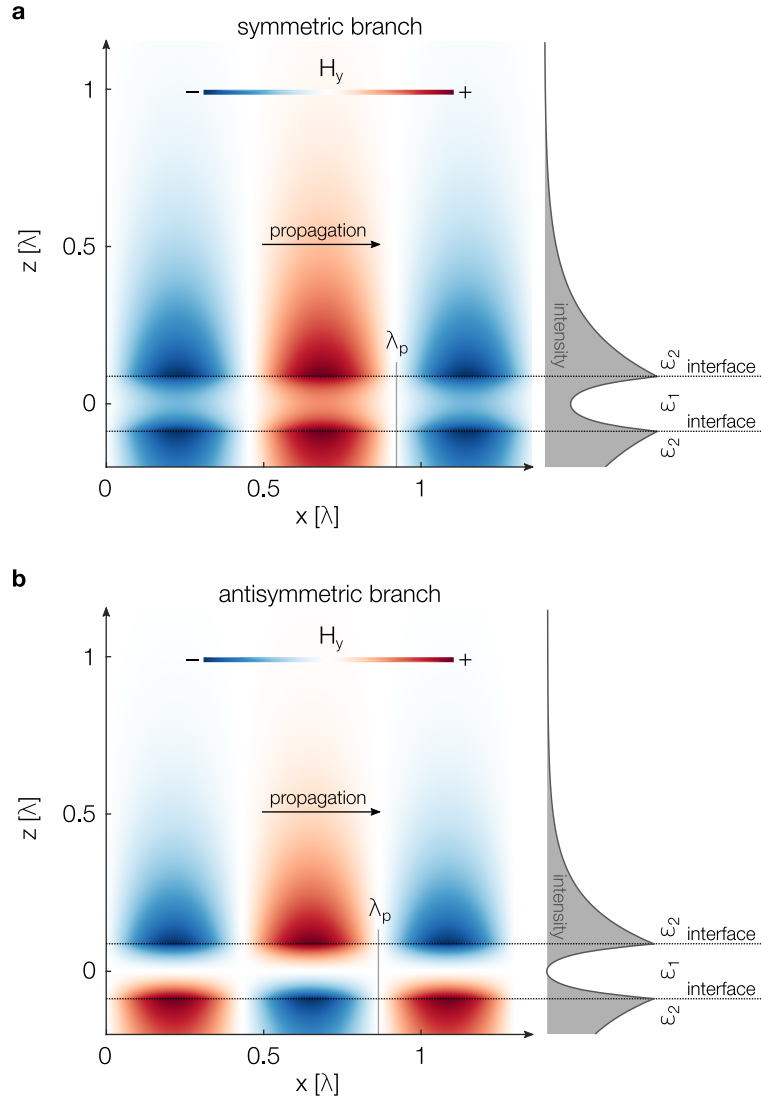 a
symmetric branch
H_y
− +
1
propagation
z [λ]
0.5
intensity
λ_p
ε_2
interface
0
ε_1
interface
ε_2
0 0.5 1
x [λ]
b
antisymmetric branch
H_y
− +
1
propagation
z [λ]
0.5
intensity
λ_p
ε_2
interface
0
ε_1
interface
ε_2
0 0.5 1
x [λ]